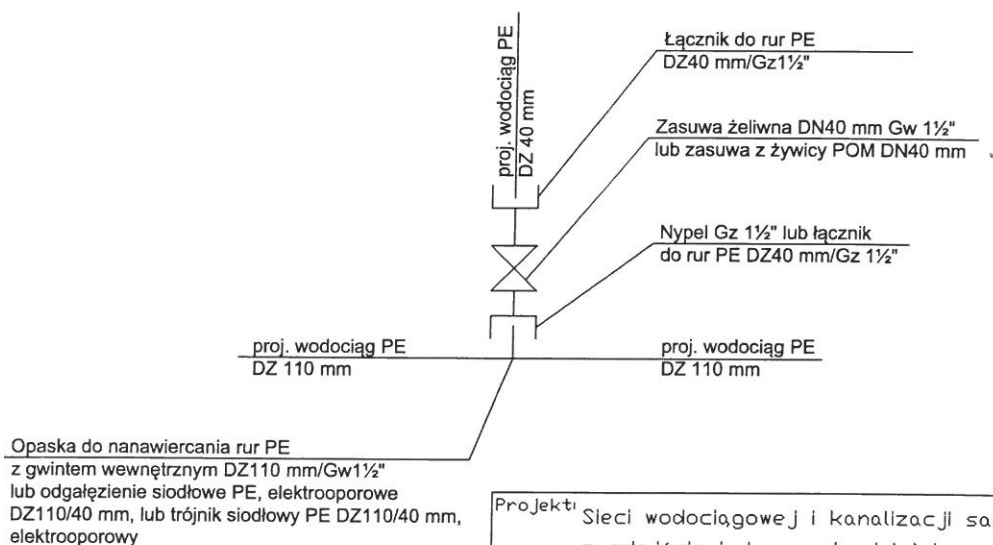 proj. wodociąg PE
DZ 40 mm
Łącznik do rur PE
DZ40 mm/Gz1½"
Zasuwa żeliwna DN40 mm Gw 1½"
lub zasuwa z żywicy POM DN40 mm
Nypel Gz 1½" lub łącznik
do rur PE DZ40 mm/Gz 1½"
proj. wodociąg PE
DZ 110 mm
proj. wodociąg PE
DZ 110 mm
Opaska do nanawiercania rur PE
z gwintem wewnętrznym DZ110 mm/Gw1½"
lub odgałęzienie siodłowe PE, elektrooporowe
DZ110/40 mm, lub trójnik siodłowy PE DZ110/40 mm,
elektrooporowy
Projekt:
Sieci wodociągowej i kanalizacji sa